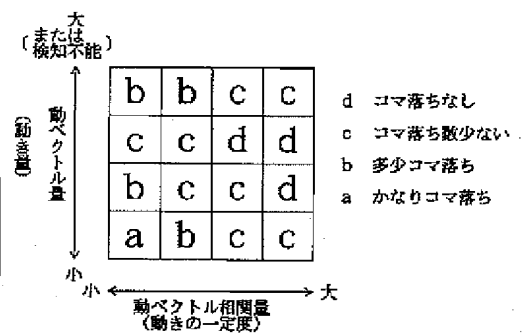 大
(または
検知不能)
b b c c
c c d d
b c c d
a b c c
d コマ落ちなし
c コマ落ち数少ない
b 多少コマ落ち
a かなりコマ落ち
動ベクトル量
(動き量)
小
小
大
動ベクトル相関量
(動きの一定度)